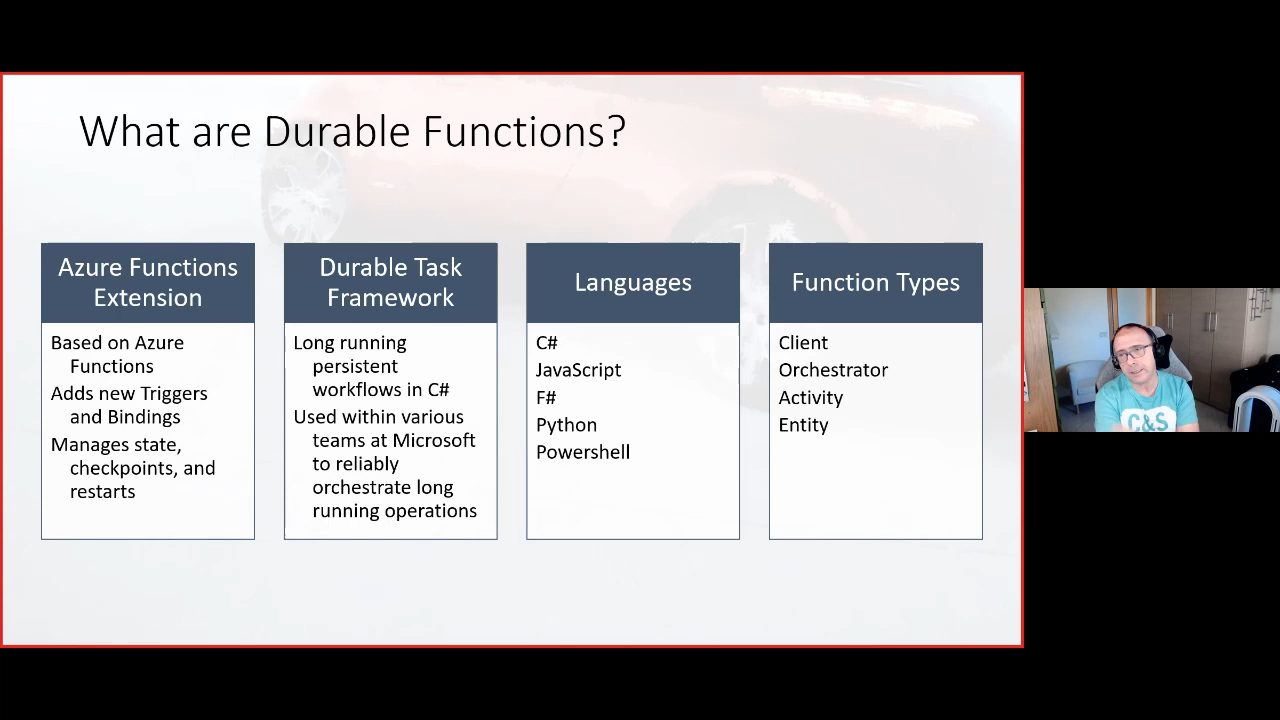 What are Durable Functions?
Azure Functions
Extension
Based on Azure
Functions
Adds new Triggers
and Bindings
Manages state,
checkpoints, and
restarts
Durable Task
Framework
Long running
persistent
workflows in C#
Used within various
teams at Microsoft
to reliably
orchestrate long
running operations
Languages
C#
JavaScript
F#
Python
Powershell
Function Types
Client
Orchestrator
Activity
Entity
C&S